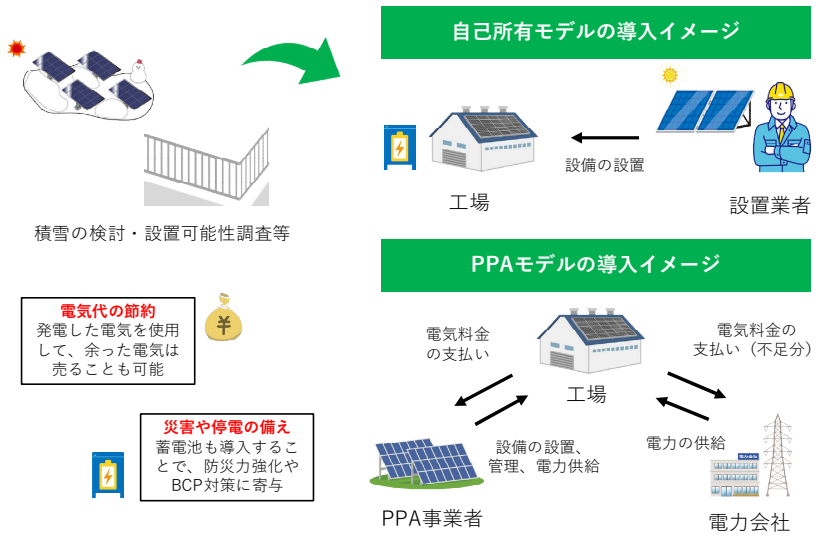 自己所有モデルの導入イメージ
設備の設置
工場
設置業者
積雪の検討・設置可能性調査等
PPAモデルの導入イメージ
電気代の節約
発電した電気を使用
して、余った電気は
売ることも可能
¥
災害や停電の備え
蓄電池も導入するこ
とで、防災力強化や
BCP対策に寄与
電気料金
の支払い
電気料金の
支払い（不足分）
工場
設備の設置、
管理、電力供給
電力の供給
電力会社
PPA事業者
電力会社